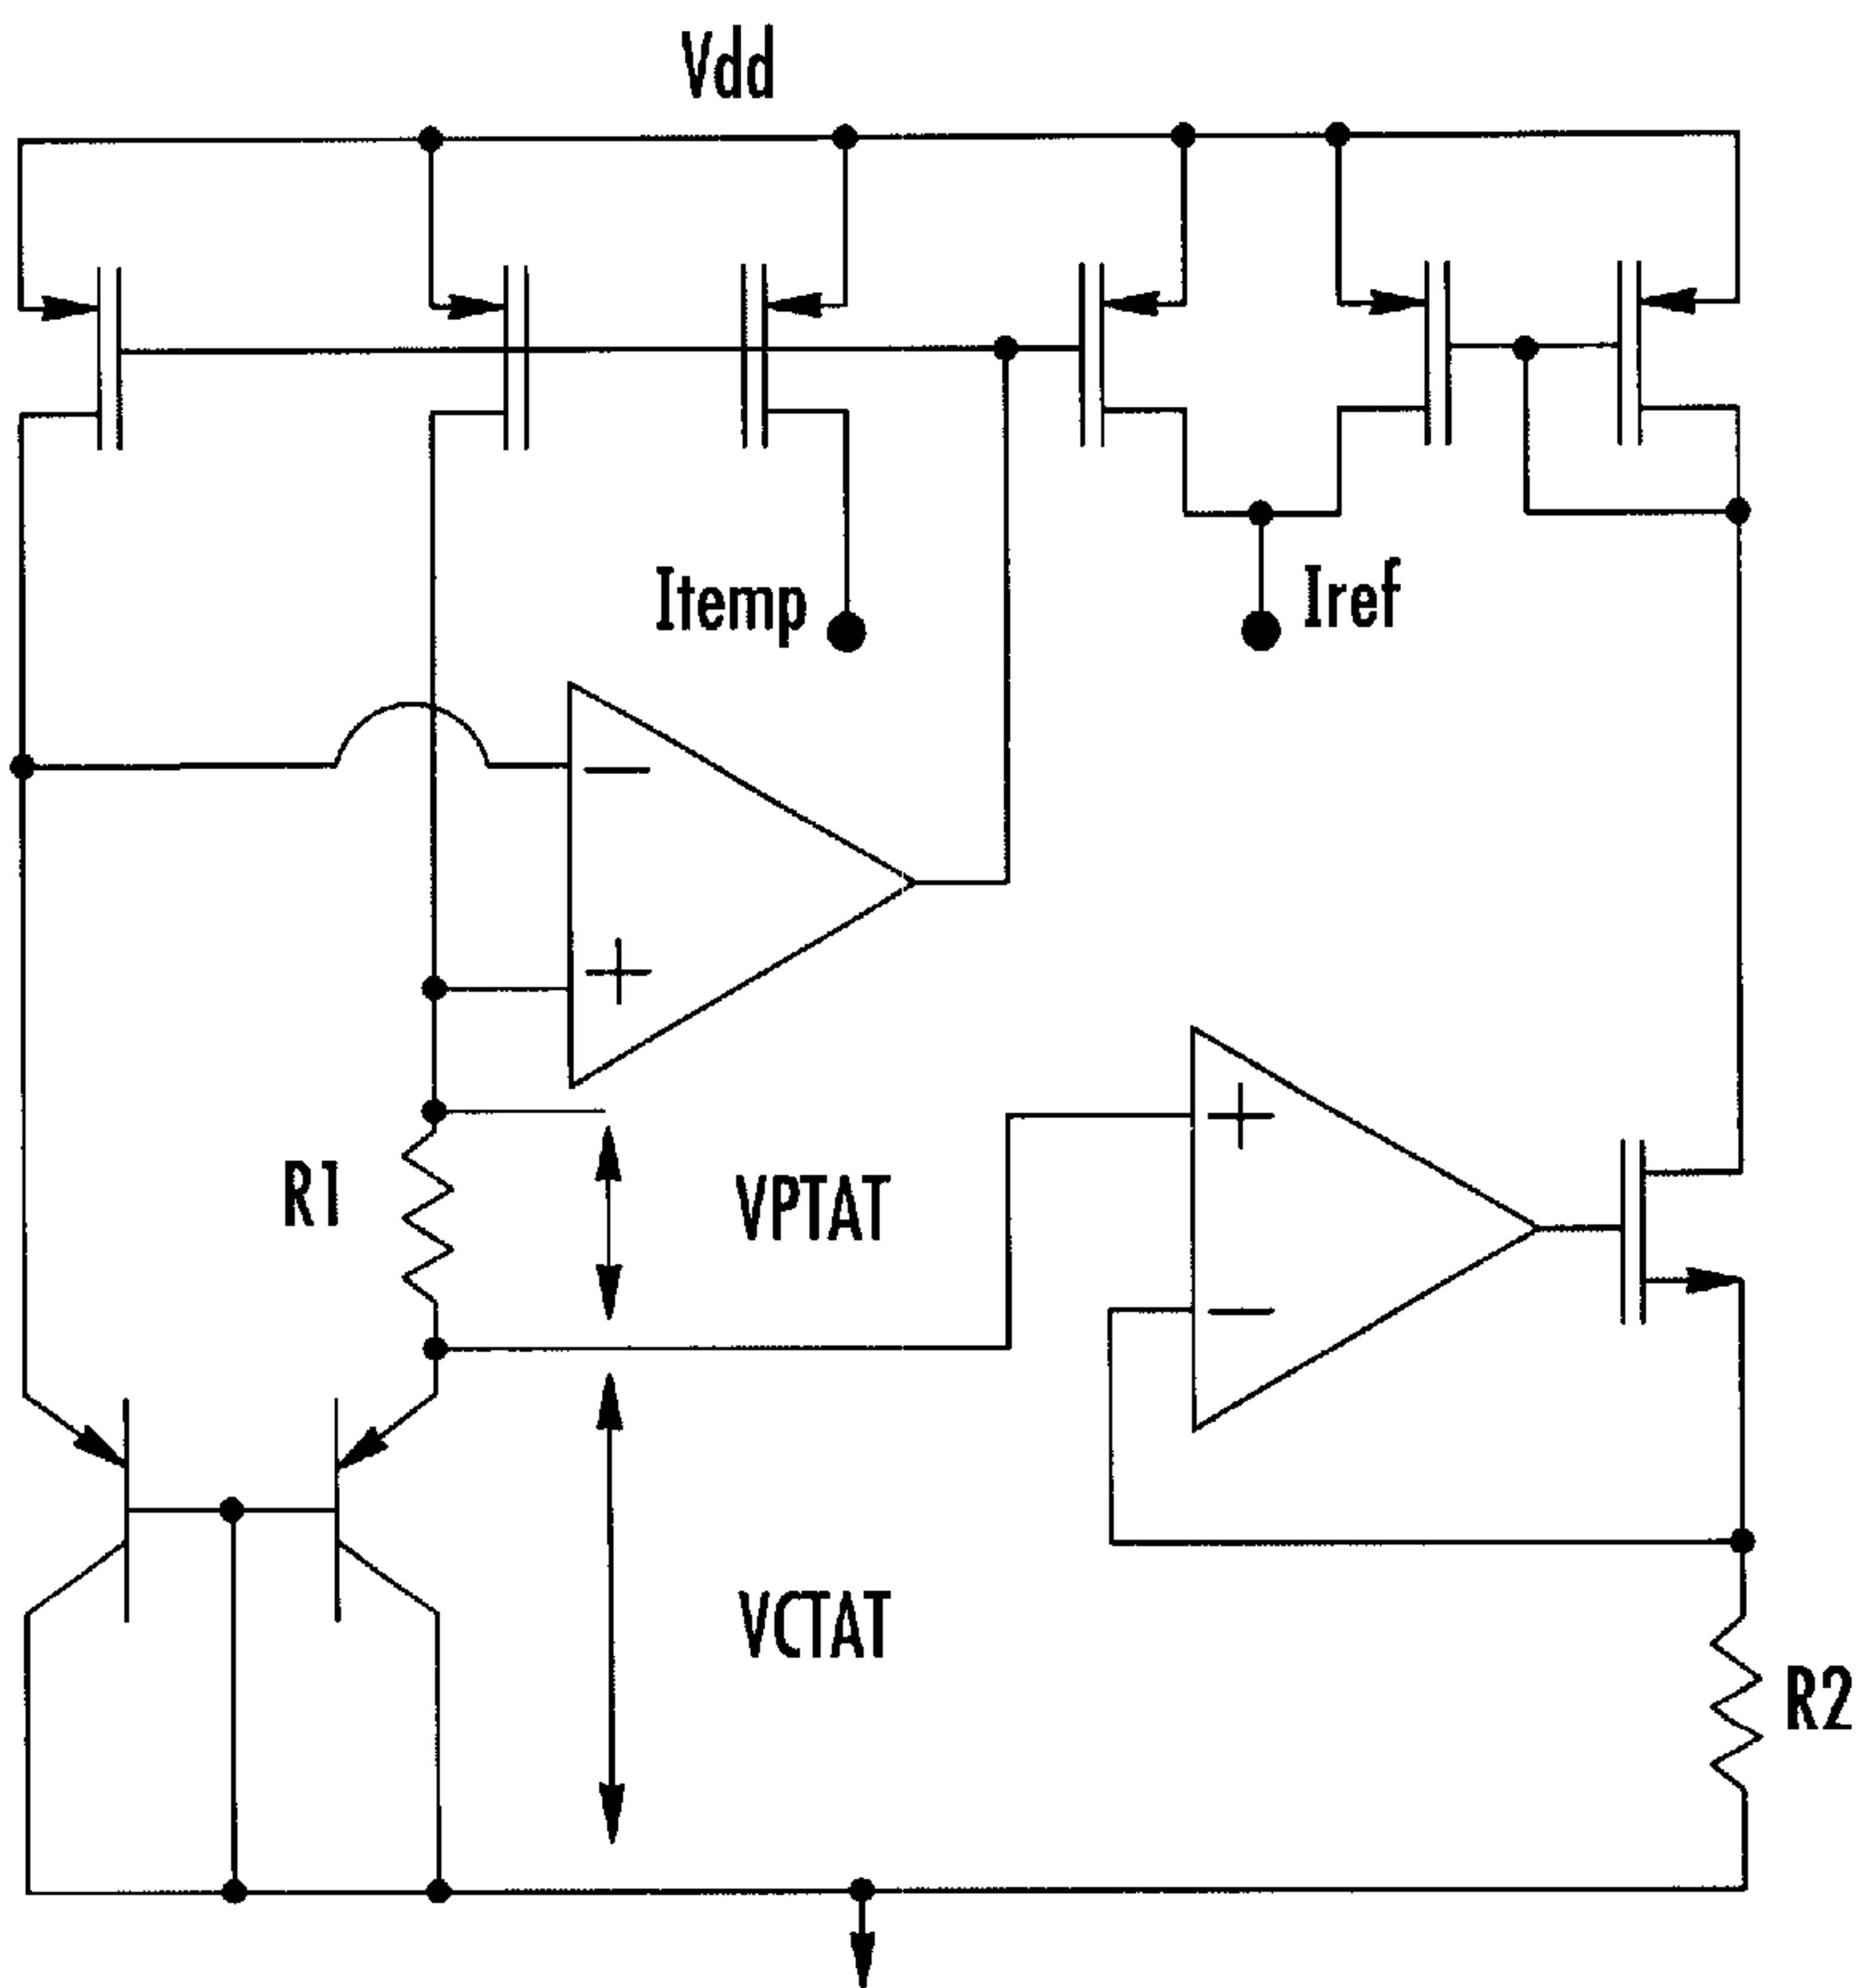 Vdd
Itemp
Iref
R1
VPTAT
VCTAT
R2